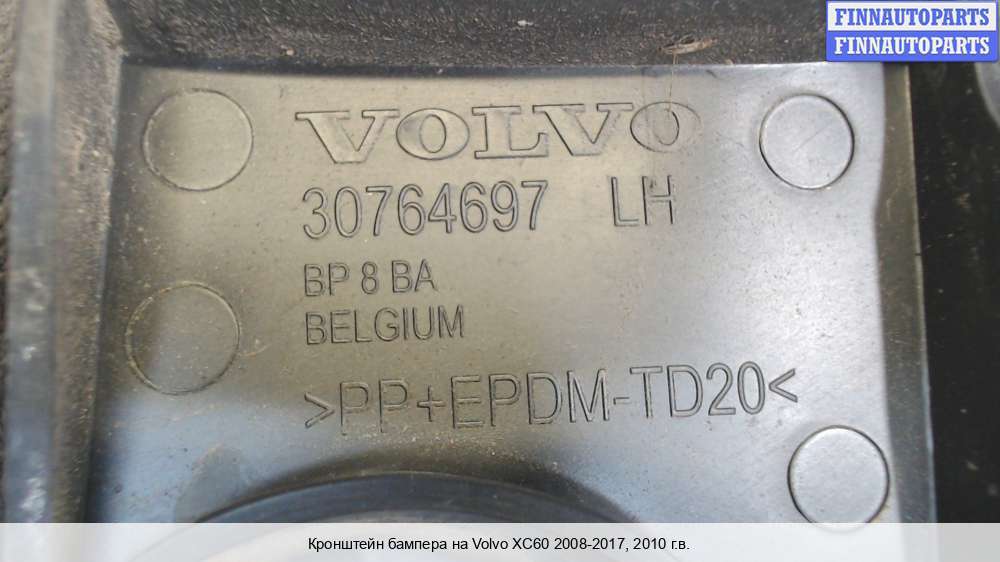 FINNAUTOPARTS
FINNAUTOPARTS
VOLVO
30764697 LH
BP 8 BA
BELGIUM
>PP+EPDM-TD20<
Кронштейн бампера на Volvo XC60 2008-2017, 2010 г.в.